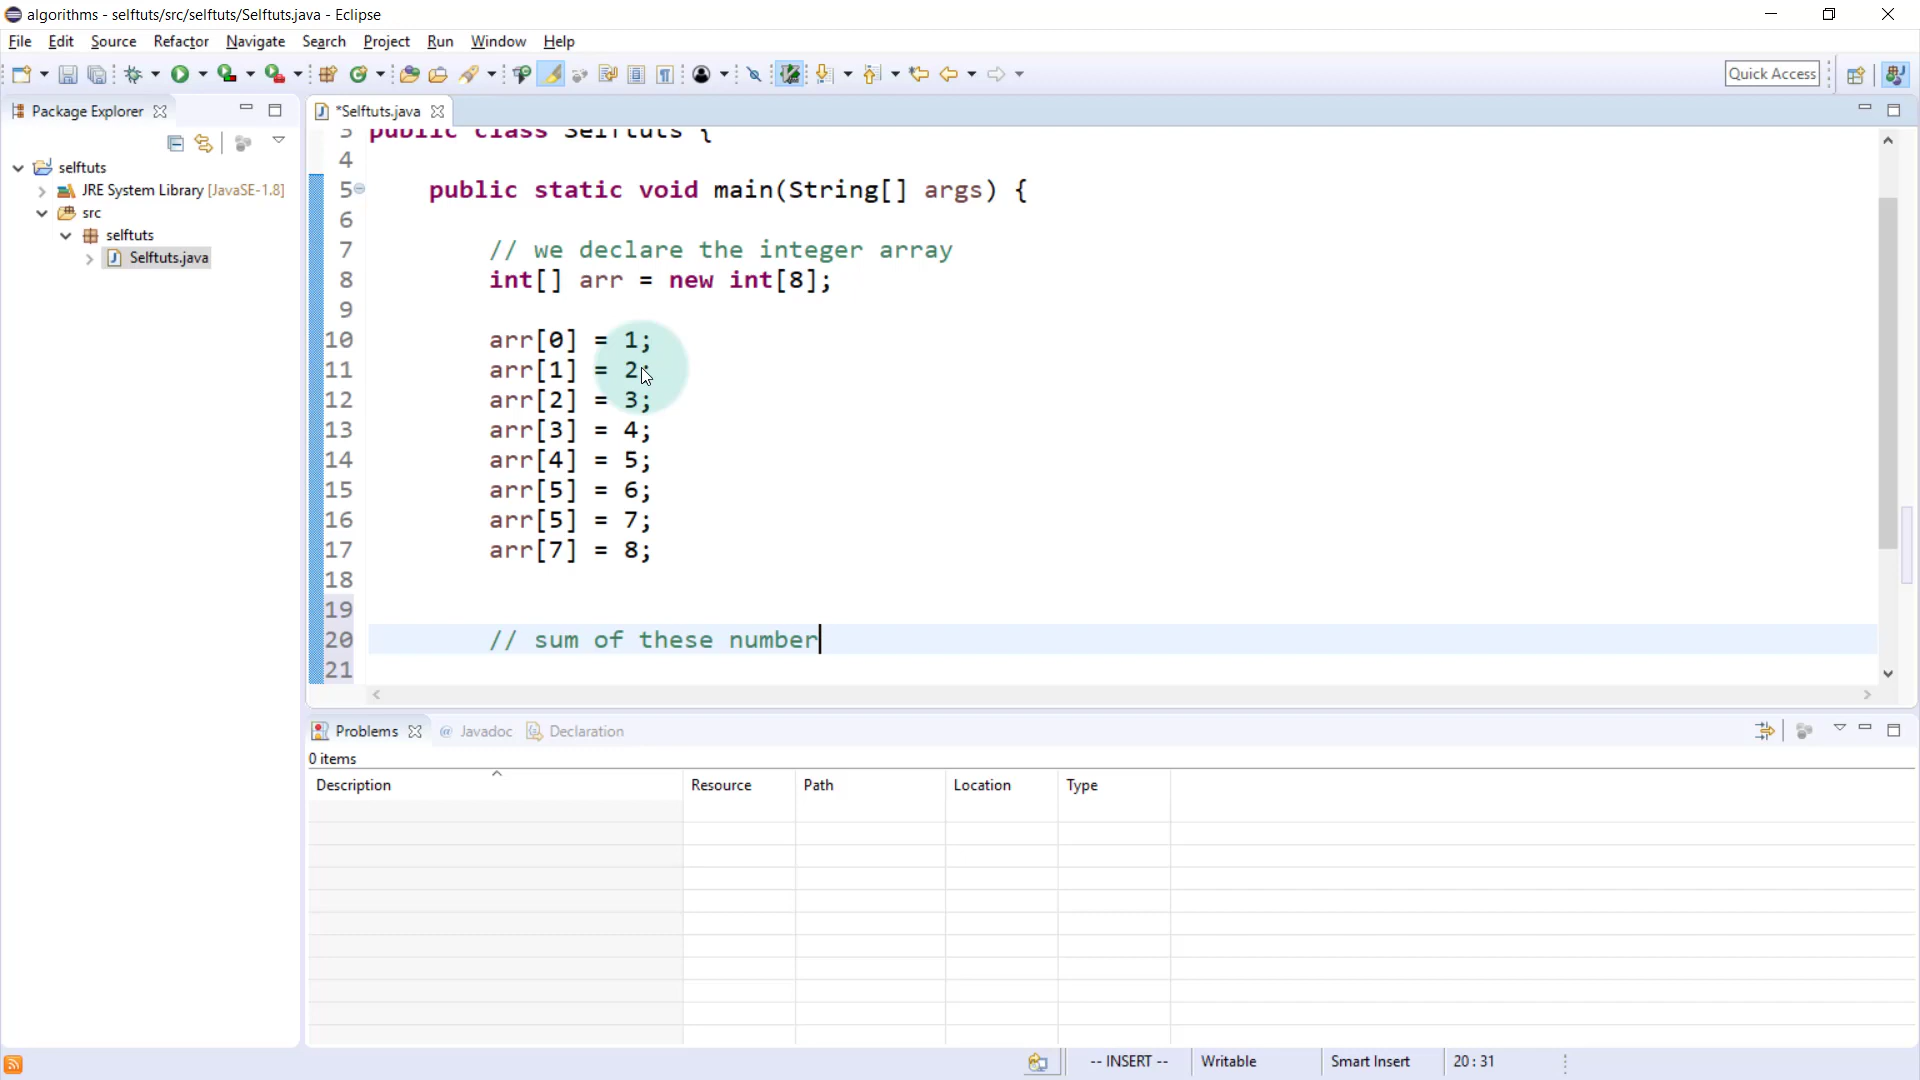 algorithms - selftuts/src/selftuts/Selftuts.java - Eclipse
File Edit Source Refactor Navigate Search Project Run Window Help
Quick Access
Package Explorer
*Selftuts.java
selftuts
JRE System Library [JavaSE-1.8]
src
selftuts
Selftuts.java
3 public class Selftuts {
4
5 public static void main(String[] args) {
6
7 // we declare the integer array
8 int[] arr = new int[8];
9
10 arr[0] = 1;
11 arr[1] = 2;
12 arr[2] = 3;
13 arr[3] = 4;
14 arr[4] = 5;
15 arr[5] = 6;
16 arr[5] = 7;
17 arr[7] = 8;
18
19
20 // sum of these number
21
Problems @ Javadoc Declaration
0 items
Description Resource Path Location Type
-- INSERT -- Writable Smart Insert 20 : 31